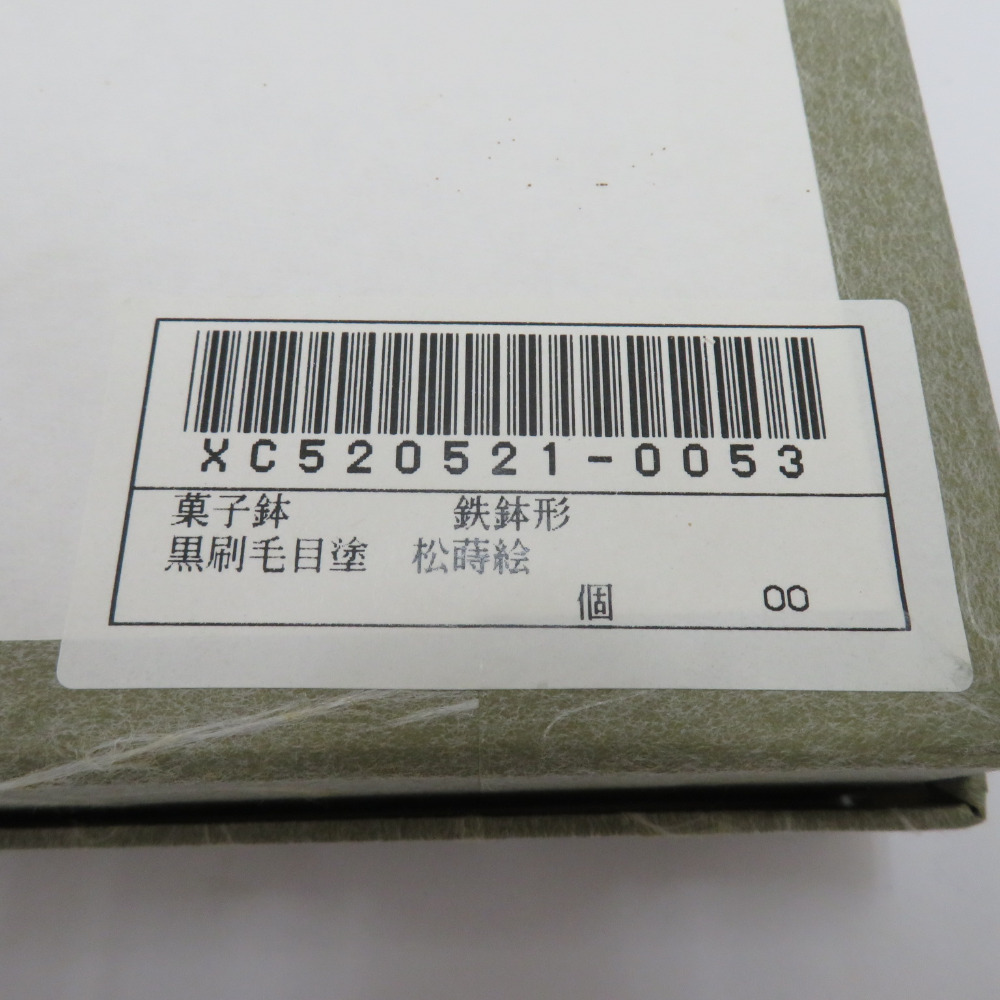 XC520521-0053
菓子鉢 鉄鉢形
黒刷毛目塗 松蒔絵
個 00